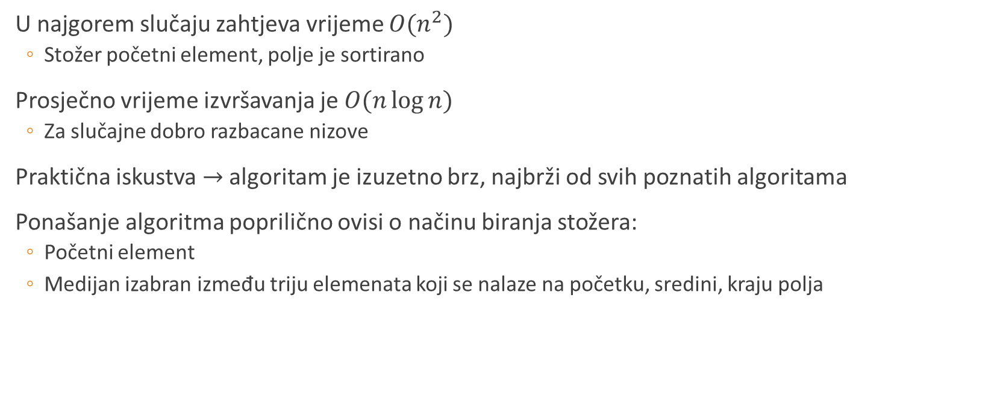 U najgorem slučaju zahtjeva vrijeme O(n²)
◦ Stožer početni element, polje je sortirano
Prosječno vrijeme izvršavanja je O(n log n)
◦ Za slučajne dobro razbacane nizove
Praktična iskustva → algoritam je izuzetno brz, najbrži od svih poznatih algoritama
Ponašanje algoritma poprilično ovisi o načinu biranja stožera:
◦ Početni element
◦ Medijan izabran između triju elemenata koji se nalaze na početku, sredini, kraju polja